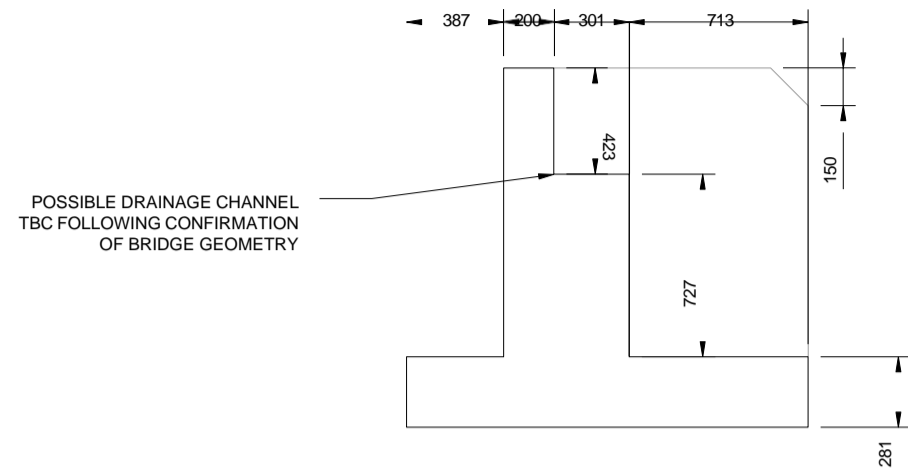 387
200
301
713
423
150
POSSIBLE DRAINAGE CHANNEL
TBC FOLLOWING CONFIRMATION
OF BRIDGE GEOMETRY
727
281